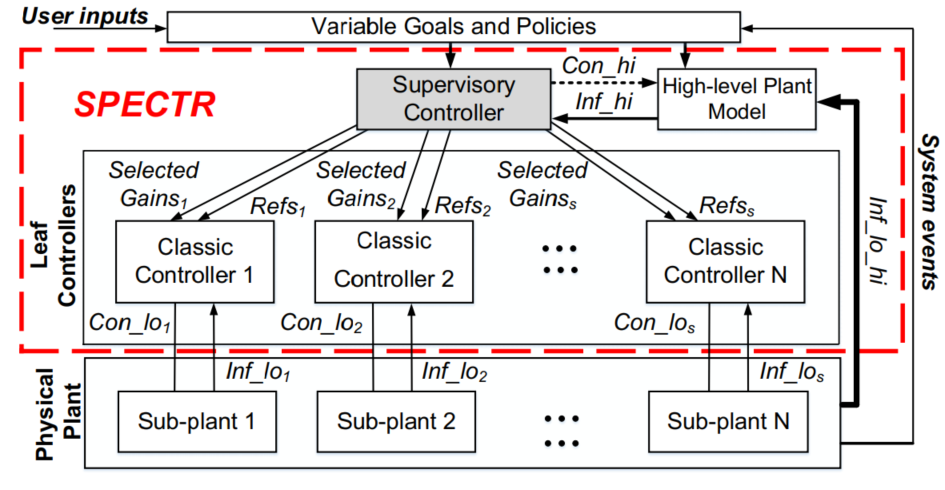 User inputs
Variable Goals and Policies
SPECTR
Supervisory
Controller
Con_hi
Inf_hi
High-level Plant
Model
System events
Inf_lo_hi
Leaf
Controllers
Selected
Gains1
Refs1
Selected
Gains2
Refs2
Selected
Gainss
Refss
Classic
Controller 1
Classic
Controller 2
Classic
Controller N
Con_lo1
Inf_lo1
Con_lo2
Inf_lo2
Con_los
Inf_los
Physical
Plant
Sub-plant 1
Sub-plant 2
Sub-plant N